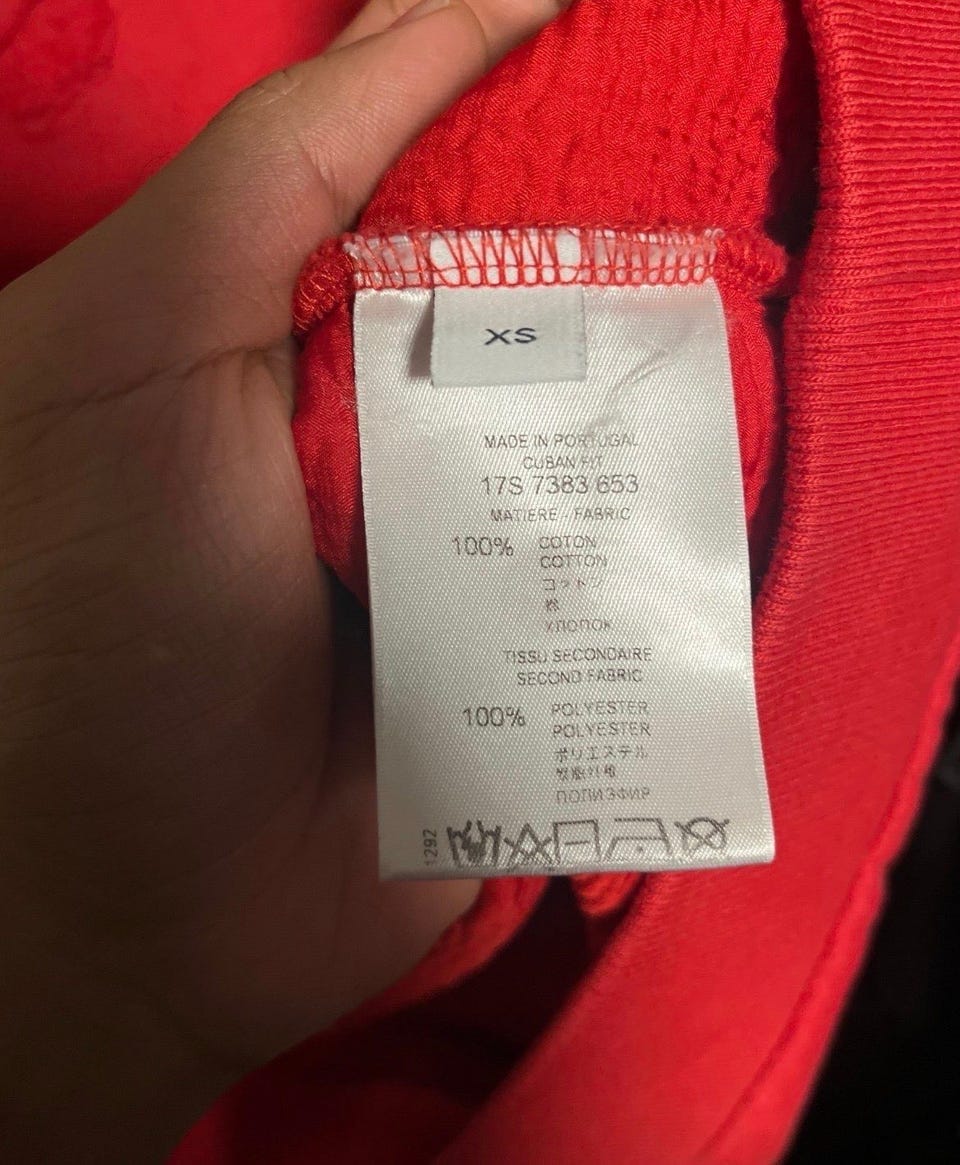 XS
MADE IN PORTUGAL
CUBAN FIT
17S 7383 653
MATIERE - FABRIC
100% COTON
COTTON
コットン
棉
ХЛОПОК
TISSU SECONDAIRE
SECOND FABRIC
100% POLYESTER
POLYESTER
ポリエステル
ПОЛИЭФИР
1292